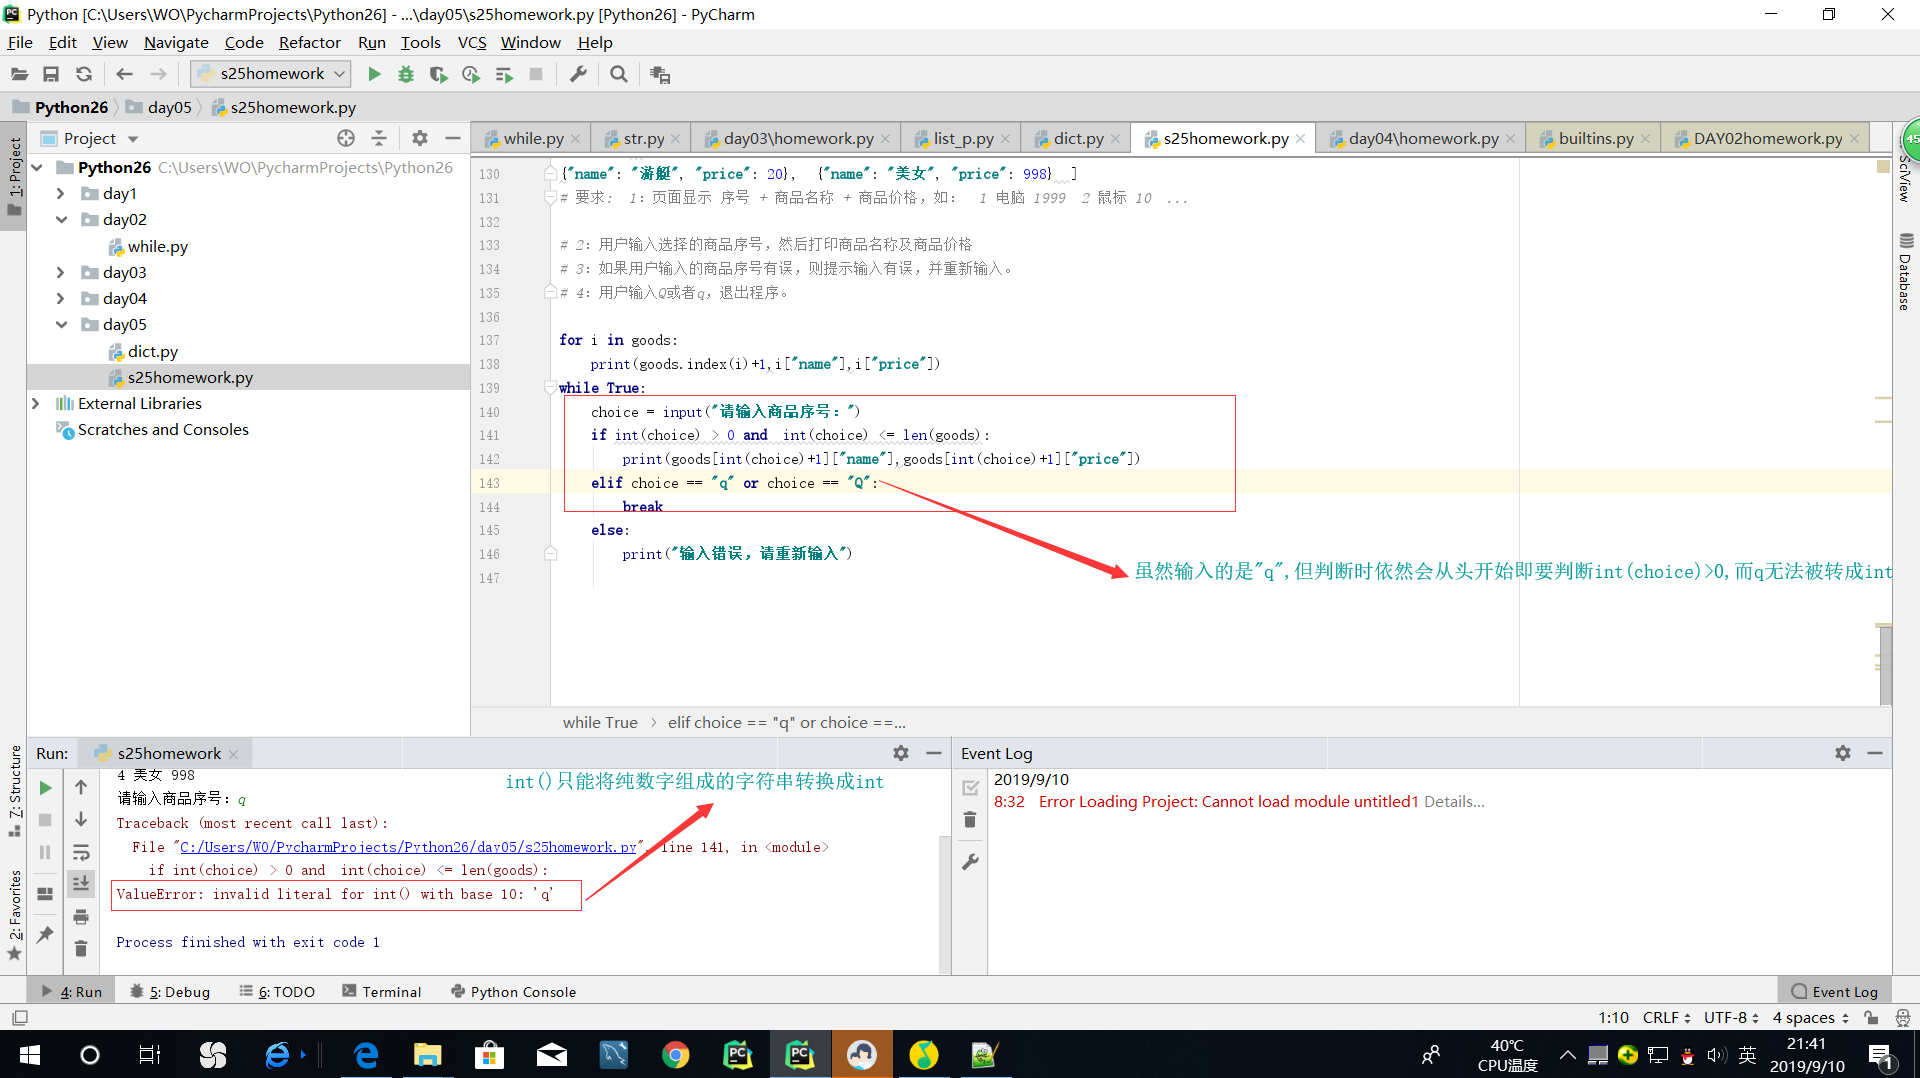 Python [C:\Users\WO\PycharmProjects\Python26] - ...\day05\s25homework.py [Python26] - PyCharm
File Edit View Navigate Code Refactor Run Tools VCS Window Help
s25homework
Python26 day05 s25homework.py
1: Project
Project
while.py str.py day03\homework.py list_p.py dict.py s25homework.py day04\homework.py builtins.py DAY02homework.py
45
Python26 C:\Users\WO\PycharmProjects\Python26
day1
day02
while.py
day03
day04
day05
dict.py
s25homework.py
External Libraries
Scratches and Consoles
130 {"name": "游艇", "price": 20}, {"name": "美女", "price": 998} ]
131 # 要求: 1：页面显示 序号 + 商品名称 + 商品价格，如： 1 电脑 1999 2 鼠标 10 ...
132
133 # 2：用户输入选择的商品序号，然后打印商品名称及商品价格
134 # 3：如果用户输入的商品序号有误，则提示输入有误，并重新输入。
135 # 4：用户输入Q或者q，退出程序。
136
137 for i in goods:
138 print(goods.index(i)+1,i["name"],i["price"])
139 while True:
140 choice = input("请输入商品序号：")
141 if int(choice) > 0 and int(choice) <= len(goods):
142 print(goods[int(choice)+1]["name"],goods[int(choice)+1]["price"])
143 elif choice == "q" or choice == "Q":
144 break
145 else:
146 print("输入错误，请重新输入")
147
虽然输入的是"q",但判断时依然会从头开始即要判断int(choice)>0,而q无法被转成int
while True elif choice == "q" or choice ==...
SciView
Database
Run: s25homework
4 美女 998
请输入商品序号：q
Traceback (most recent call last):
File "C:/Users/WO/PycharmProjects/Python26/day05/s25homework.py", line 141, in <module>
if int(choice) > 0 and int(choice) <= len(goods):
ValueError: invalid literal for int() with base 10: 'q'
Process finished with exit code 1
int()只能将纯数字组成的字符串转换成int
Event Log
2019/9/10
8:32 Error Loading Project: Cannot load module untitled1 Details...
7: Structure
2: Favorites
4: Run 5: Debug 6: TODO Terminal Python Console Event Log
1:10 CRLF UTF-8 4 spaces
40℃
CPU温度
英
21:41
2019/9/10
1